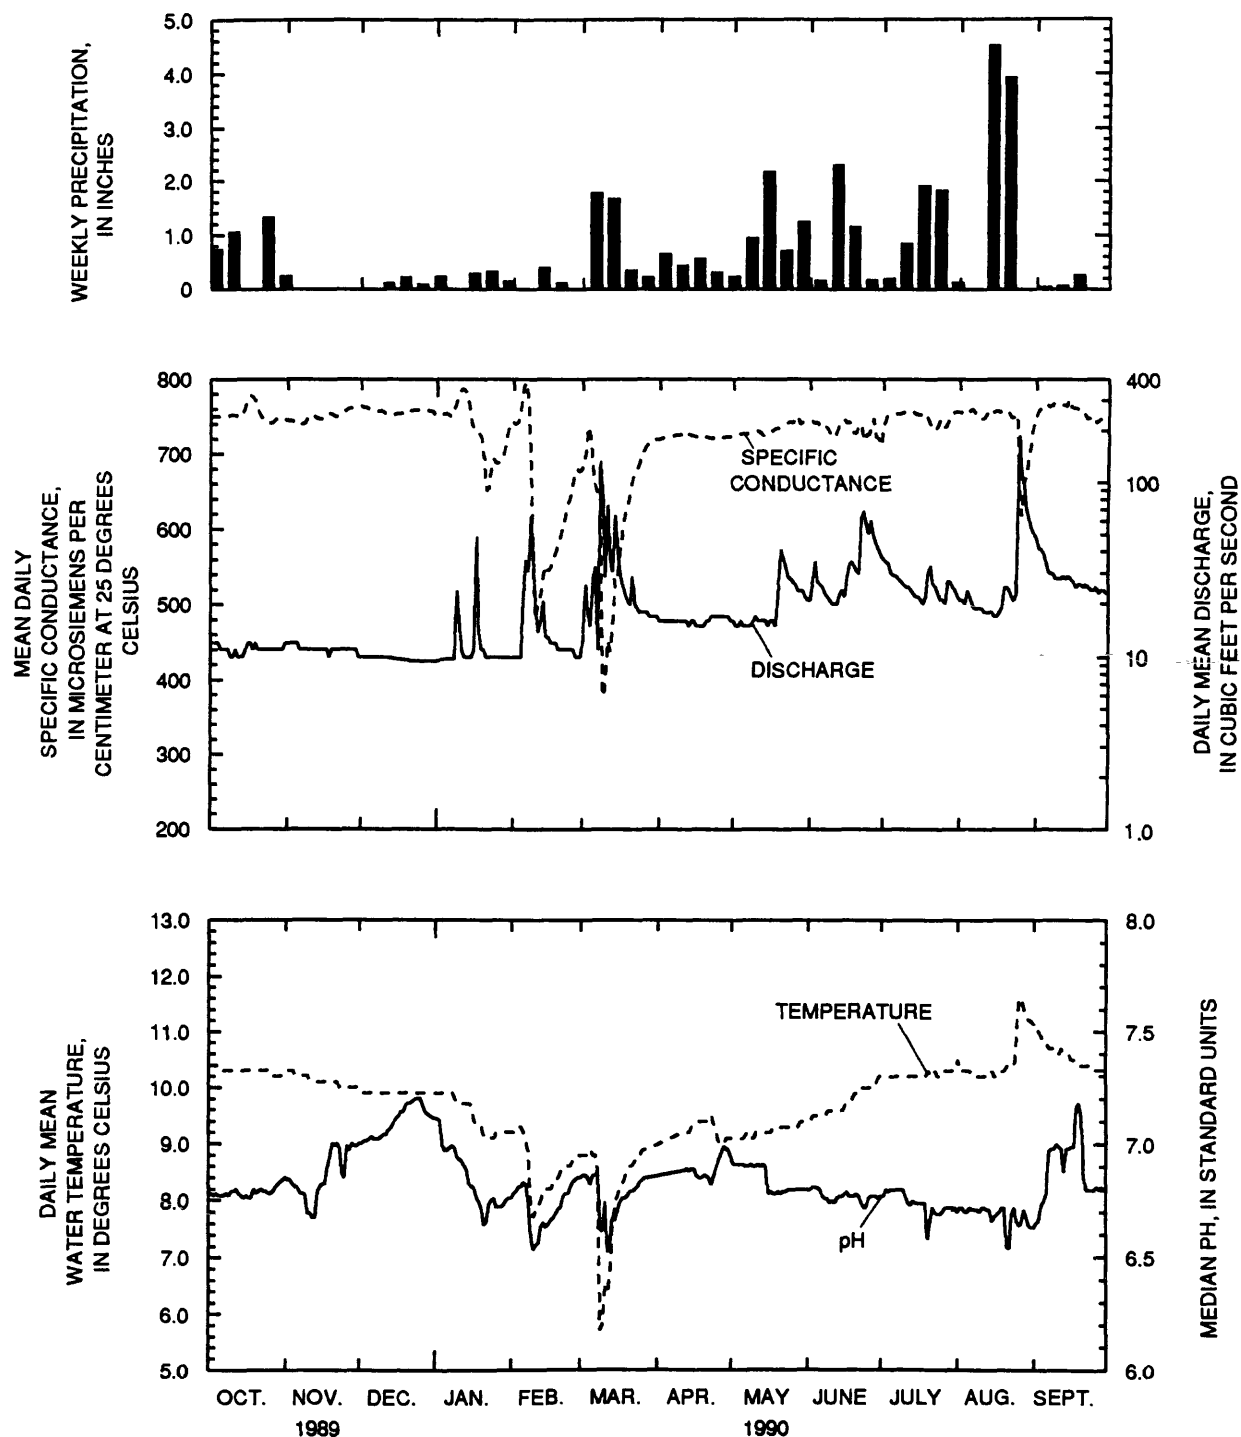 WEEKLY PRECIPITATION,
IN INCHES
5.0
4.0
3.0
2.0
1.0
0
MEAN DAILY
SPECIFIC CONDUCTANCE,
IN MICROSIEMENS PER
CENTIMETER AT 25 DEGREES
CELSIUS
800
700
600
500
400
300
200
SPECIFIC
CONDUCTANCE
DISCHARGE
400
100
10
1.0
DAILY MEAN DISCHARGE,
IN CUBIC FEET PER SECOND
DAILY MEAN
WATER TEMPERATURE,
IN DEGREES CELSIUS
13.0
12.0
11.0
10.0
9.0
8.0
7.0
6.0
5.0
TEMPERATURE
pH
8.0
7.5
7.0
6.5
6.0
MEDIAN PH, IN STANDARD UNITS
OCT. NOV. DEC. JAN. FEB. MAR. APR. MAY JUNE JULY AUG. SEPT.
1989 1990